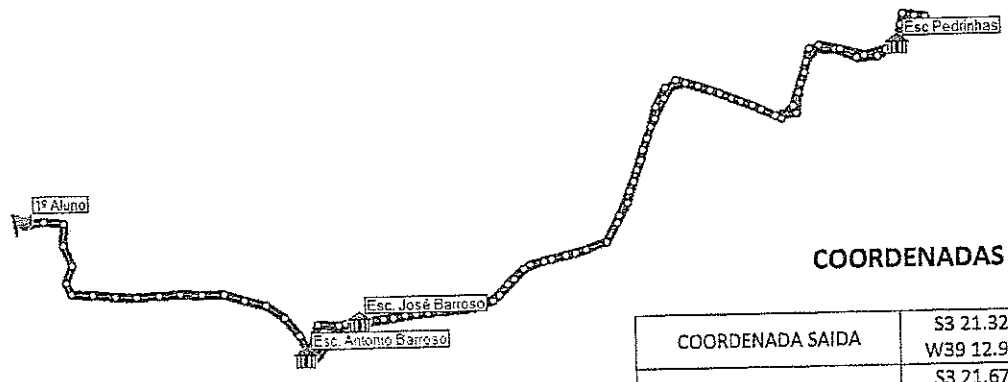 Esc Pedrinhas
1º Aluno
COORDENADAS
Esc. José Barroso
Esc. Antonio Barroso
COORDENADA SAIDA
S3 21.32
W39 12.9
S3 21.67